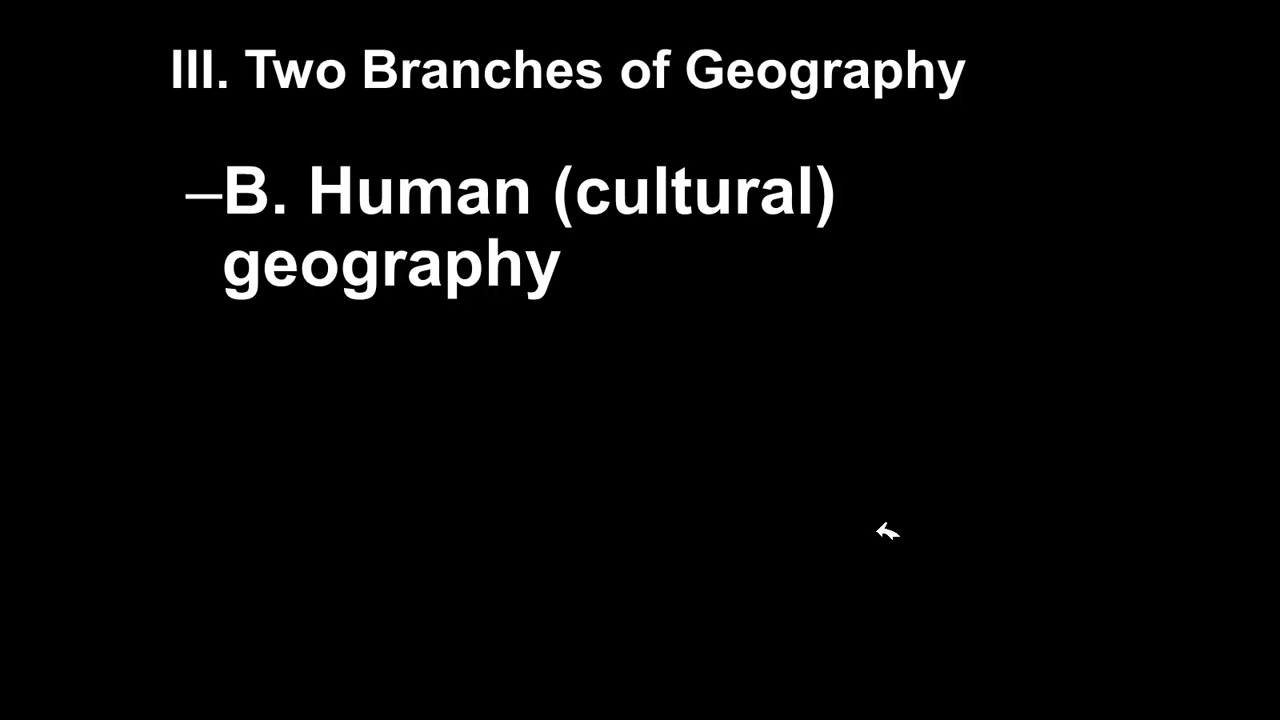 III. Two Branches of Geography
–B. Human (cultural)
geography